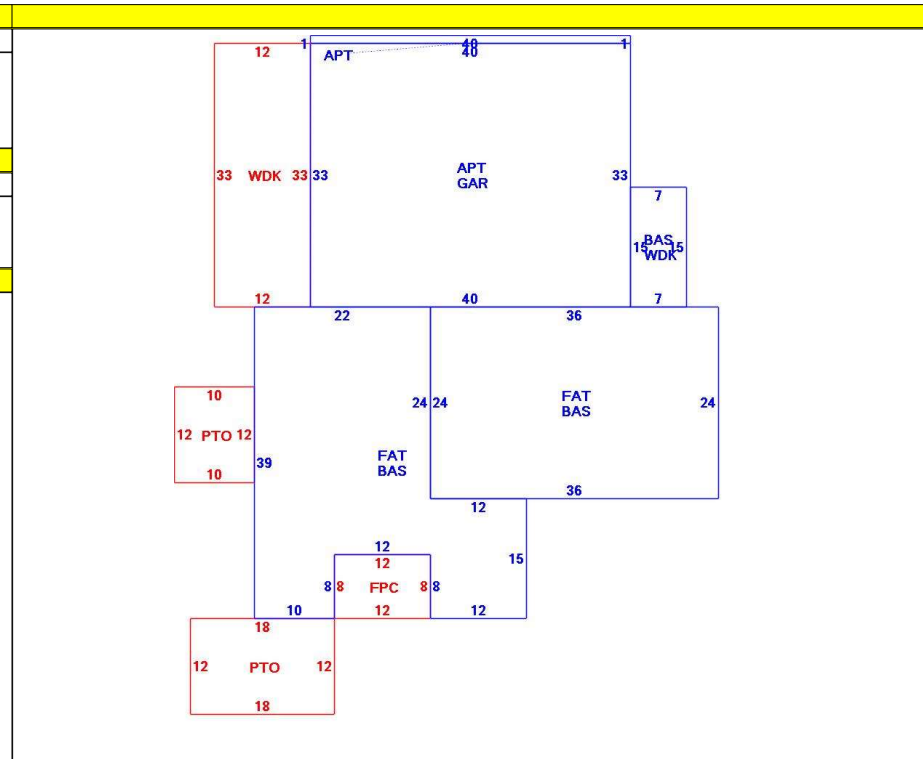 12
1 40 1
40
APT
33 WDK 33 33
APT
GAR
33
7
BAS
15 15
WDK
12 40 7
22 36
10
FAT
BAS
24 24 24
12 PTO 12
FAT
BAS
39
10
36
12
12
12
15
8 8 FPC 8 8
10 12 12
18
12 PTO 12
18